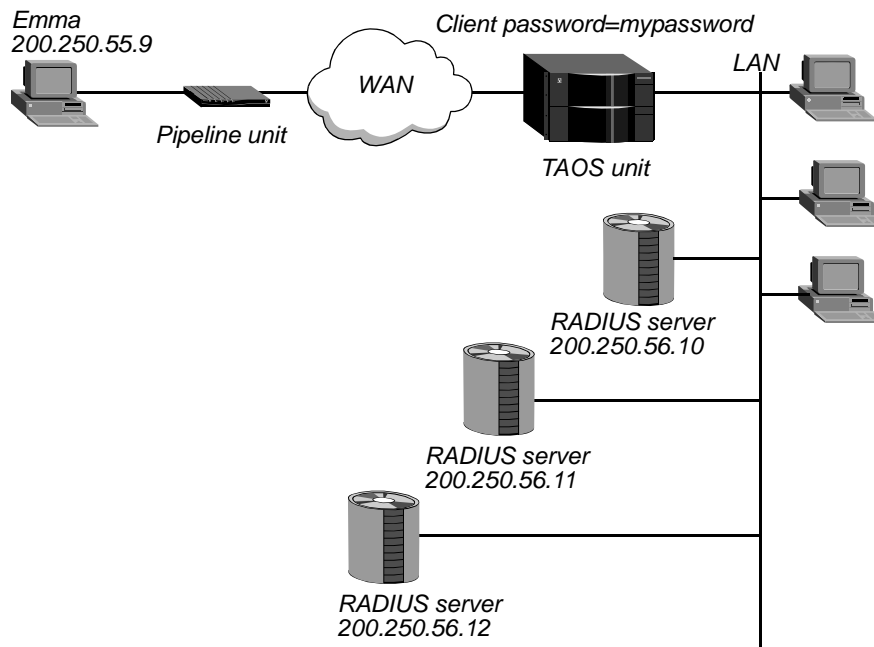 Emma
200.250.55.9
Client password=mypassword
WAN
LAN
Pipeline unit
TAOS unit
RADIUS server
200.250.56.10
RADIUS server
200.250.56.11
RADIUS server
200.250.56.12